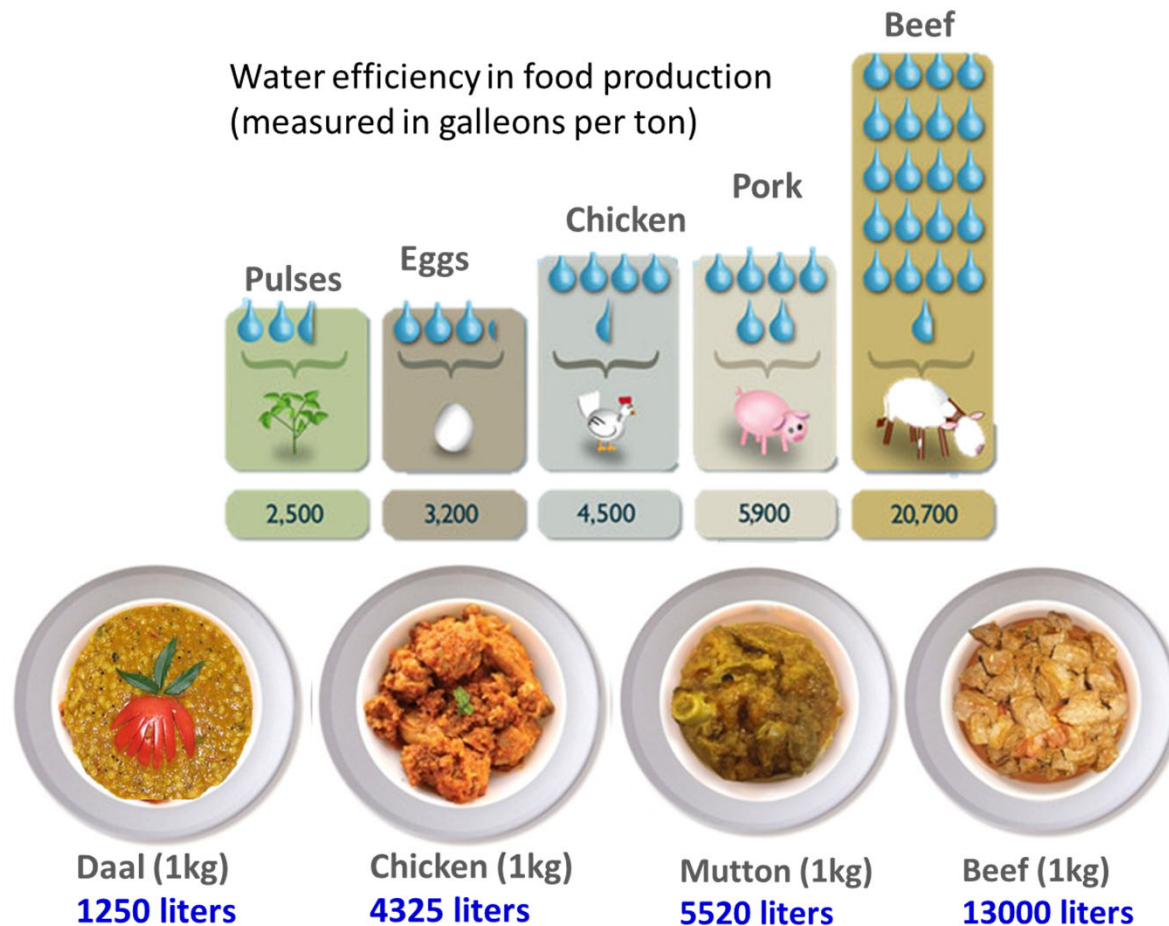 Beef
Water efficiency in food production
(measured in galleons per ton)
Pork
Chicken
Eggs
Pulses
2,500
3,200
4,500
5,900
20,700
Daal (1kg)
1250 liters
Chicken (1kg)
4325 liters
Mutton (1kg)
5520 liters
Beef (1kg)
13000 liters